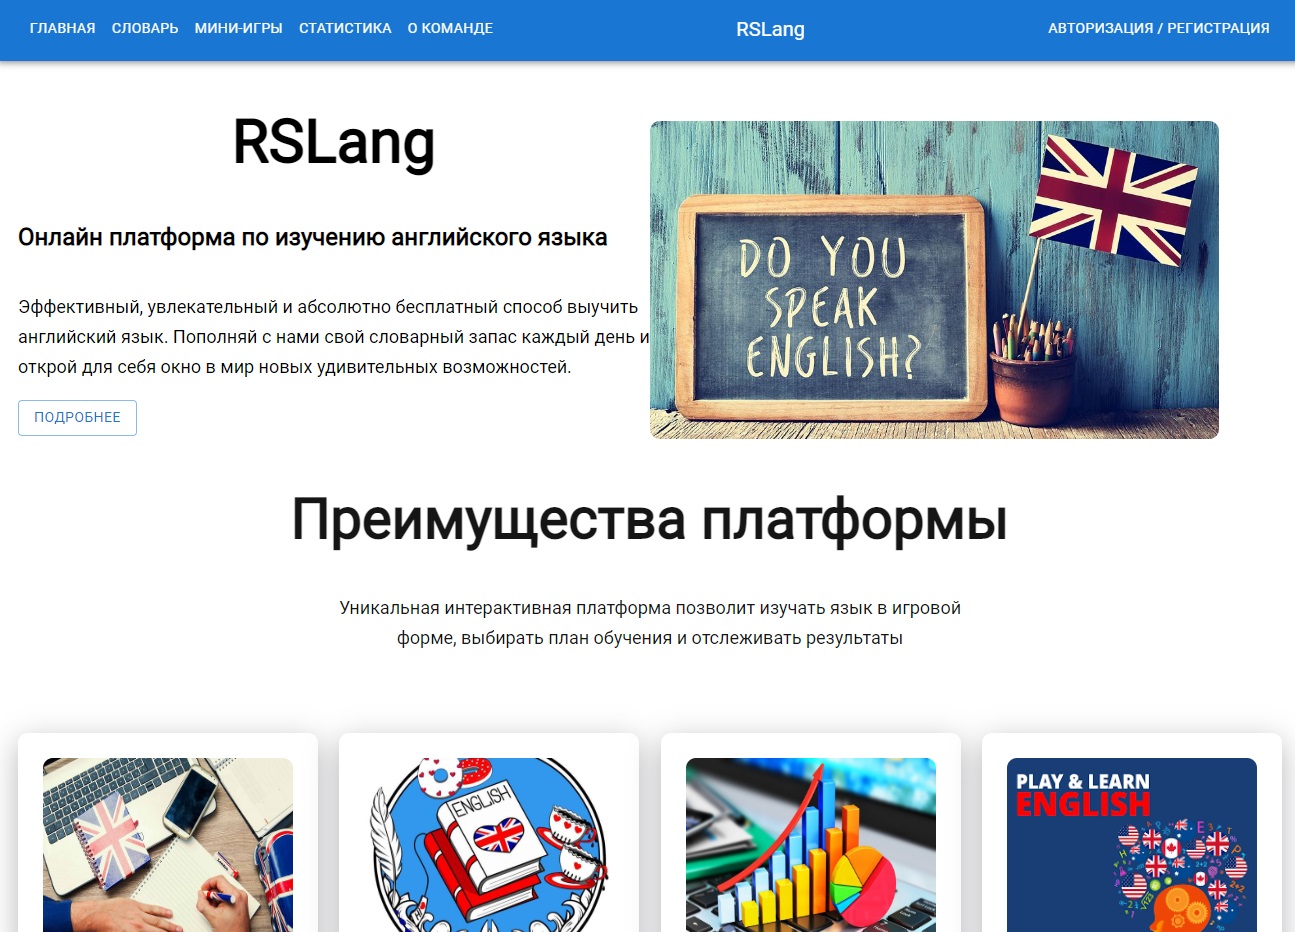 ГЛАВНАЯ СЛОВАРЬ МИНИ-ИГРЫ СТАТИСТИКА О КОМАНДЕ RSLang АВТОРИЗАЦИЯ / РЕГИСТРАЦИЯ
RSLang
Онлайн платформа по изучению английского языка
Эффективный, увлекательный и абсолютно бесплатный способ выучить
английский язык. Пополняй с нами свой словарный запас каждый день и
открой для себя окно в мир новых удивительных возможностей.
ПОДРОБНЕЕ
DO YOU
SPEAK
ENGLISH?
Преимущества платформы
Уникальная интерактивная платформа позволит изучать язык в игровой
форме, выбирать план обучения и отслеживать результаты
ENGLISH
PLAY & LEARN
ENGLISH